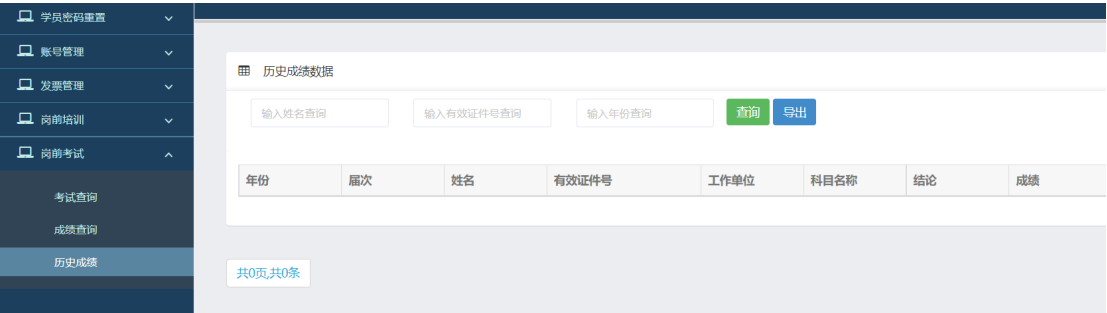 学员密码重置
账号管理
发票管理
岗前培训
岗前考试
考试查询
成绩查询
历史成绩
历史成绩数据
输入姓名查询 输入有效证件号查询 输入年份查询 查询 导出
年份 届次 姓名 有效证件号 工作单位 科目名称 结论 成绩
共0页,共0条